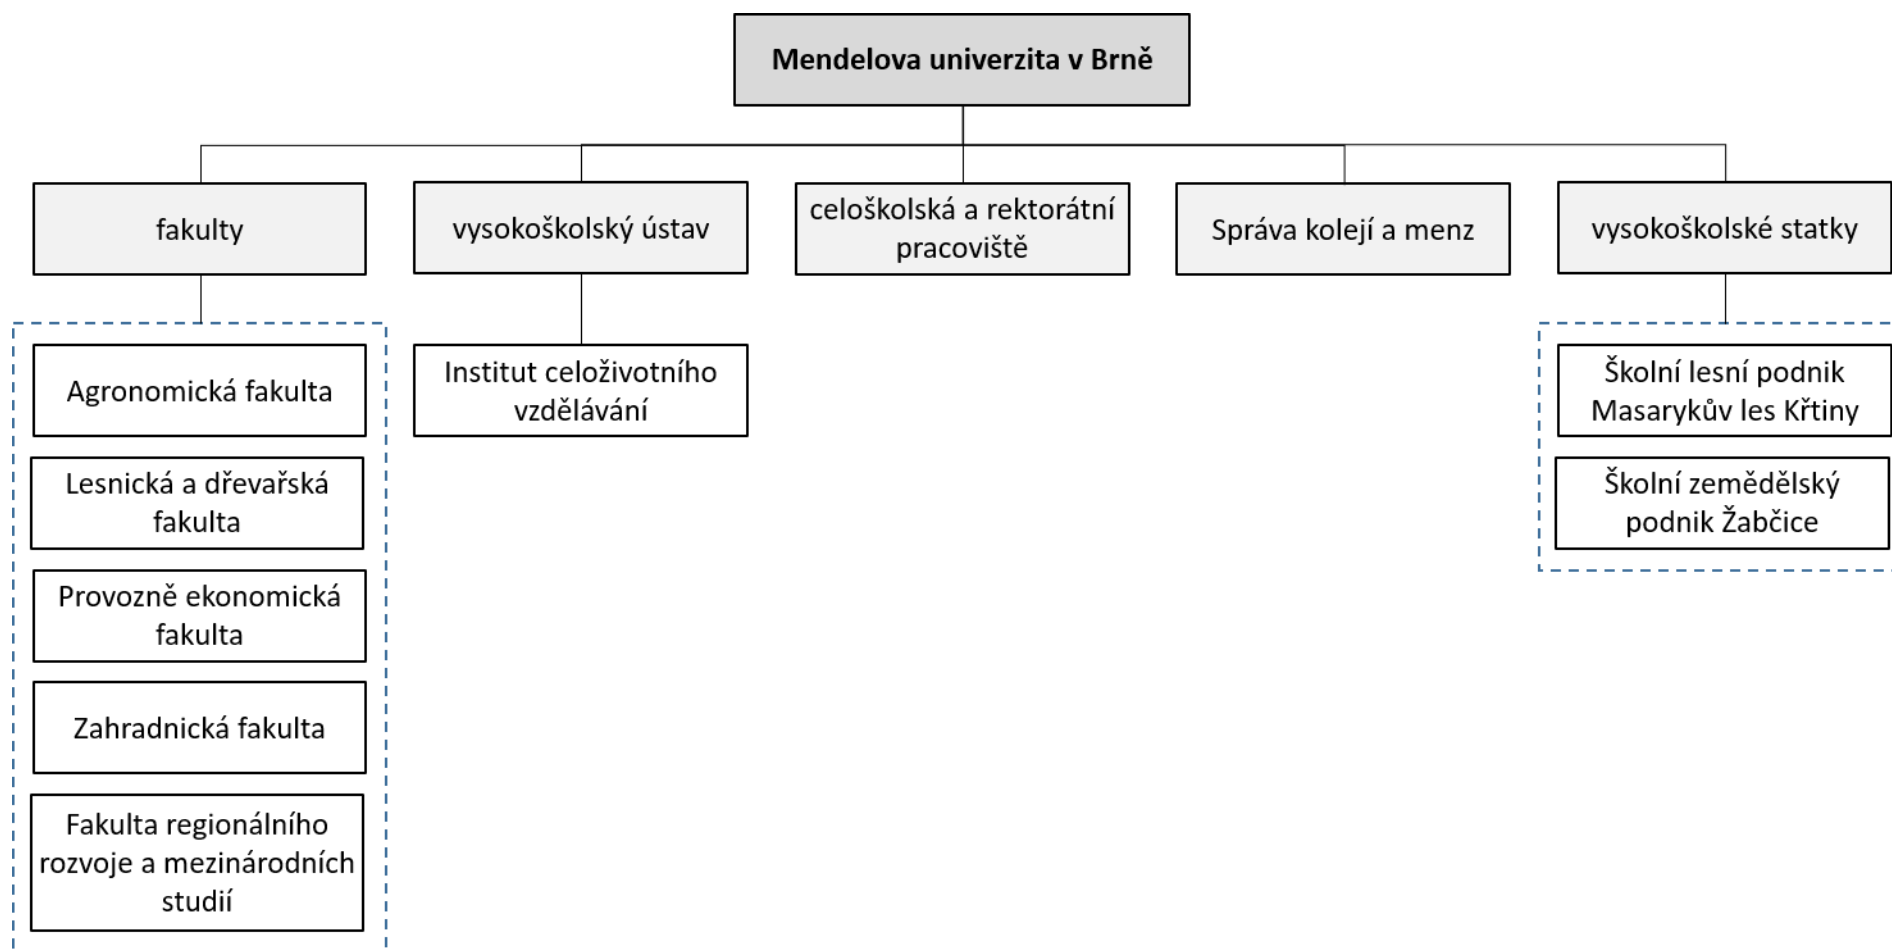 Mendelova univerzita v Brně
fakulty
vysokoškolský ústav
celoškolská a rektorátní
pracoviště
Správa kolejí a menz
vysokoškolské statky
Agronomická fakulta
Lesnická a dřevařská
fakulta
Provozně ekonomická
fakulta
Zahradnická fakulta
Fakulta regionálního
rozvoje a mezinárodních
studií
Institut celoživotního
vzdělávání
Školní lesní podnik
Masarykův les Křtiny
Školní zemědělský
podnik Žabčice